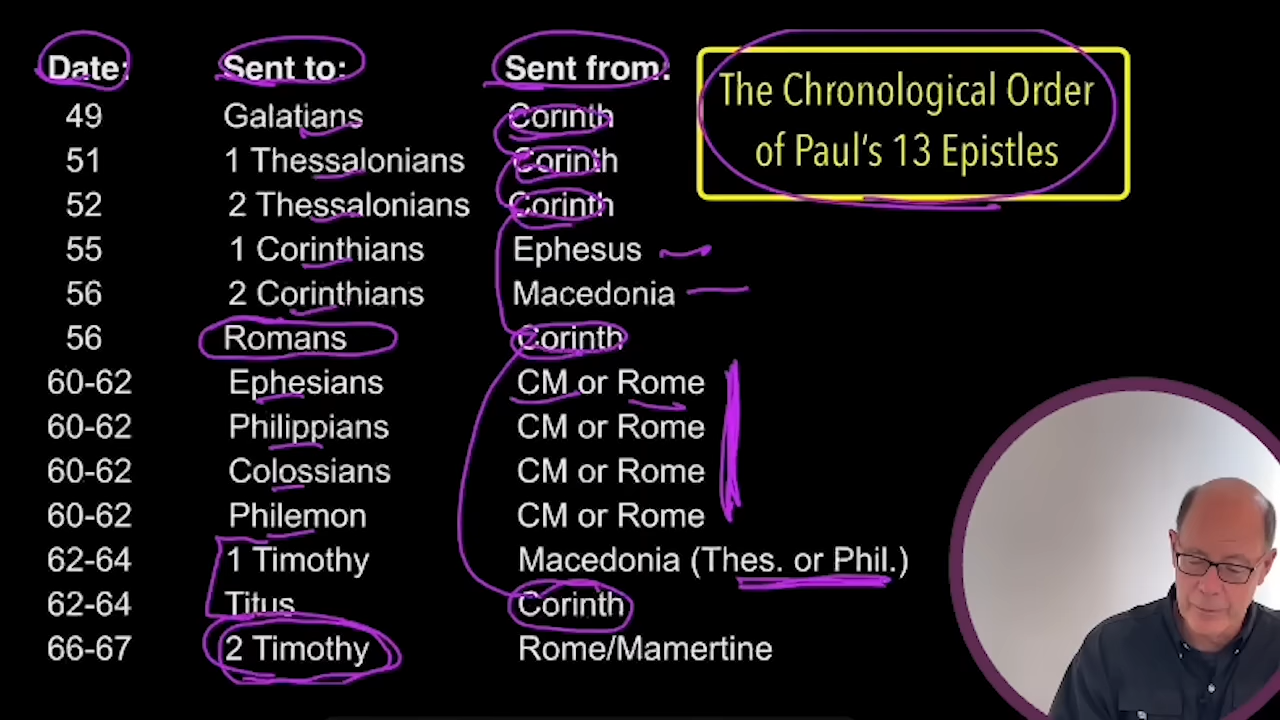 Date: Sent to: Sent from:
The Chronological Order
of Paul's 13 Epistles
49 Galatians Corinth
51 1 Thessalonians Corinth
52 2 Thessalonians Corinth
55 1 Corinthians Ephesus
56 2 Corinthians Macedonia
56 Romans Corinth
60-62 Ephesians CM or Rome
60-62 Philippians CM or Rome
60-62 Colossians CM or Rome
60-62 Philemon CM or Rome
62-64 1 Timothy Macedonia (Thes. or Phil.)
62-64 Titus Corinth
66-67 2 Timothy Rome/Mamertine